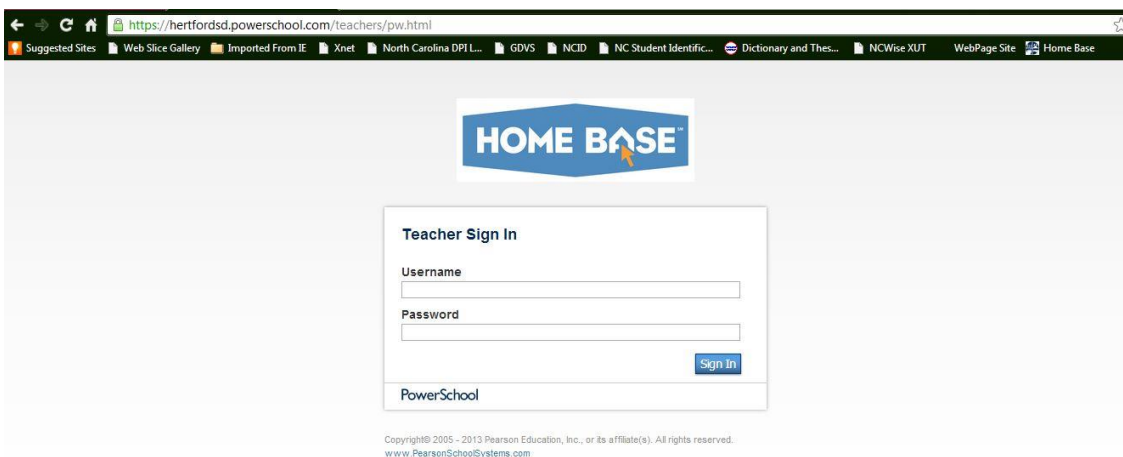 https://hertfordsd.powerschool.com/teachers/pw.html
Suggested Sites Web Slice Gallery Imported From IE Xnet North Carolina DPI L... GDVS NCID NC Student Identific... Dictionary and Thes... NCWise XUT WebPage Site Home Base
HOME BASE
Teacher Sign In
Username
Password
Sign In
PowerSchool
Copyright© 2005 - 2013 Pearson Education, Inc., or its affiliate(s). All rights reserved.
www.PearsonSchoolSystems.com